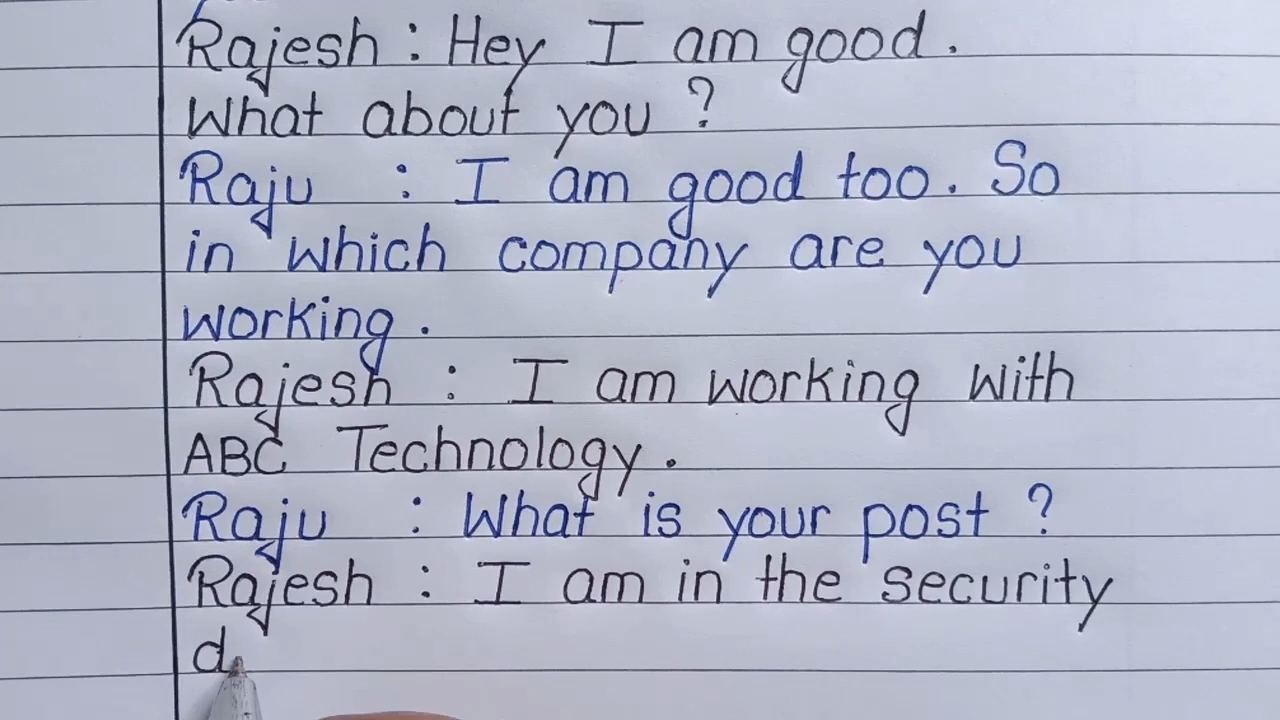 Rajesh : Hey I am good.
What about you ?
Raju : I am good too. So
in which company are you
working.
Rajesh : I am working with
ABC Technology.
Raju : What is your post ?
Rajesh : I am in the security
d